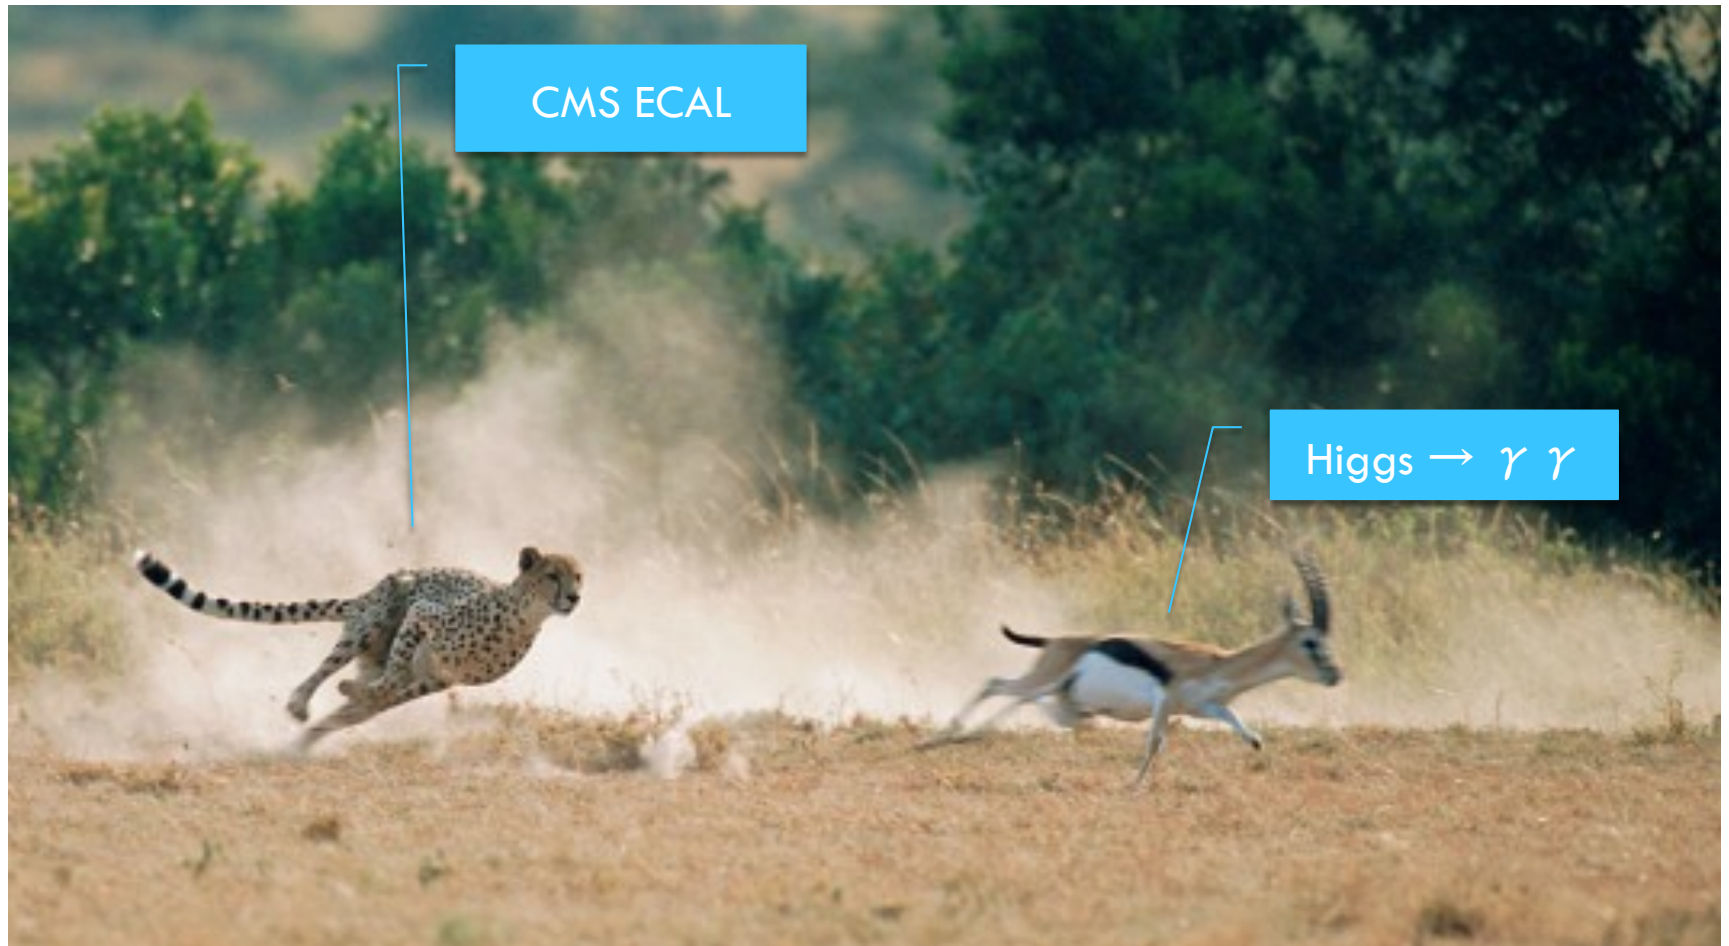 CMS ECAL
Higgs → γ γ